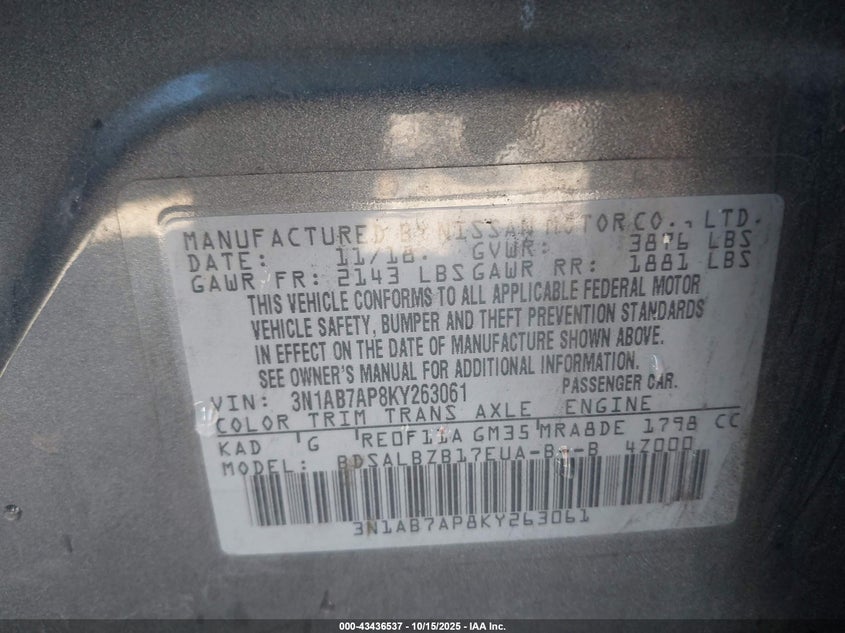 MANUFACTURED BY NISSAN MOTOR CO., LTD.
DATE: 11/18. GVWR: 3876 LBS
GAWR FR: 2143 LBS GAWR RR: 1881 LBS
THIS VEHICLE CONFORMS TO ALL APPLICABLE FEDERAL MOTOR
VEHICLE SAFETY, BUMPER AND THEFT PREVENTION STANDARDS
IN EFFECT ON THE DATE OF MANUFACTURE SHOWN ABOVE.
SEE OWNER'S MANUAL FOR ADDITIONAL INFORMATION.
VIN: 3N1AB7AP8KY263061 PASSENGER CAR.
COLOR TRIM TRANS AXLE ENGINE
KAD G RE0F11A GM35 MRA8DE 1798 CC
MODEL: 4Z000
3N1AB7AP8KY263061
000-43436537 - 10/15/2025 - IAA Inc.